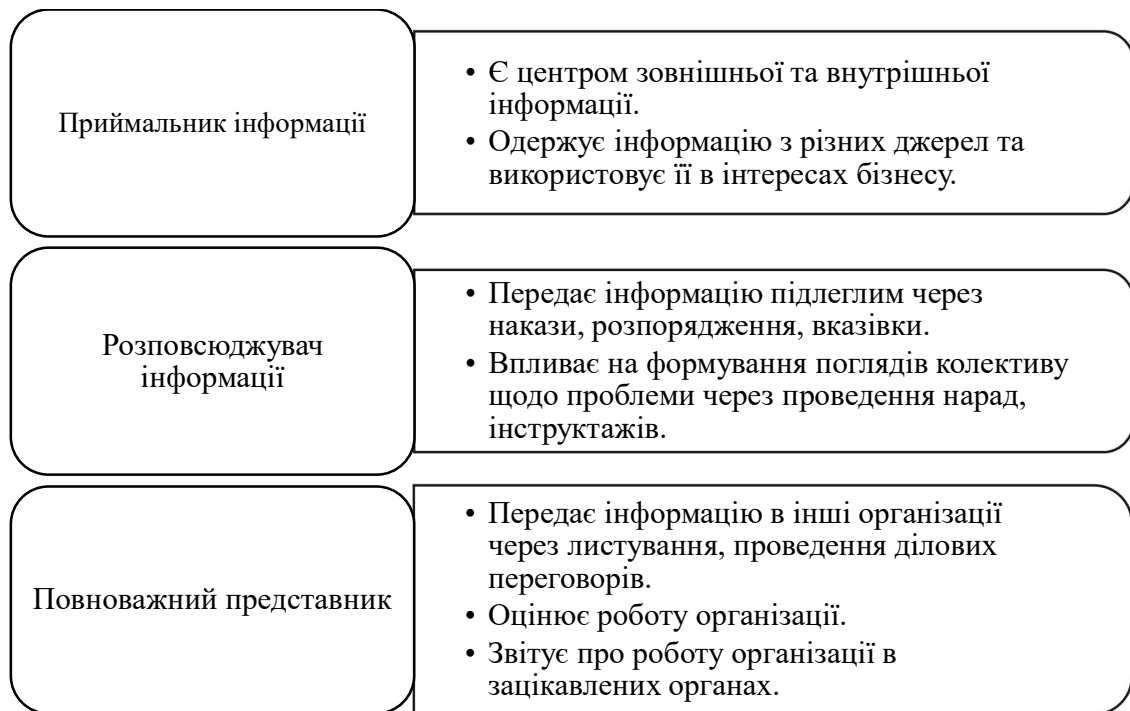 Приймальник інформації
• Є центром зовнішньої та внутрішньої
інформації.
• Одержує інформацію з різних джерел та
використовує її в інтересах бізнесу.
Розповсюджувач
інформації
• Передає інформацію підлеглим через
накази, розпорядження, вказівки.
• Впливає на формування поглядів колективу
щодо проблеми через проведення нарад,
інструктажів.
Повноважний представник
• Передає інформацію в інші організації
через листування, проведення ділових
переговорів.
• Оцінює роботу організації.
• Звітує про роботу організації в
зацікавлених органах.